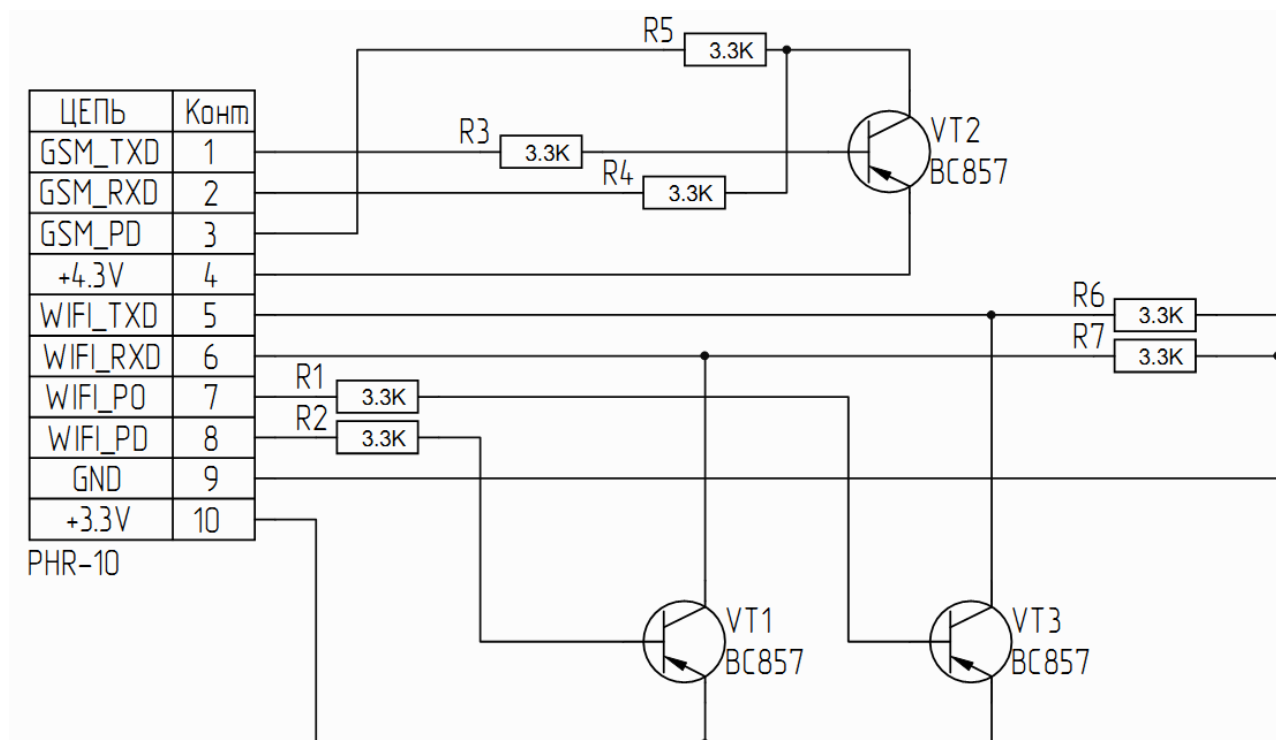 R5 3.3K
ЦЕПЬ Конт
GSM_TXD 1
R3 3.3K
VT2
BC857
GSM_RXD 2
R4 3.3K
GSM_PD 3
+4.3V 4
WIFI_TXD 5
R6 3.3K
WIFI_RXD 6
R7 3.3K
WIFI_PO 7
R1 3.3K
WIFI_PD 8
R2 3.3K
GND 9
+3.3V 10
PHR-10
VT1
BC857
VT3
BC857